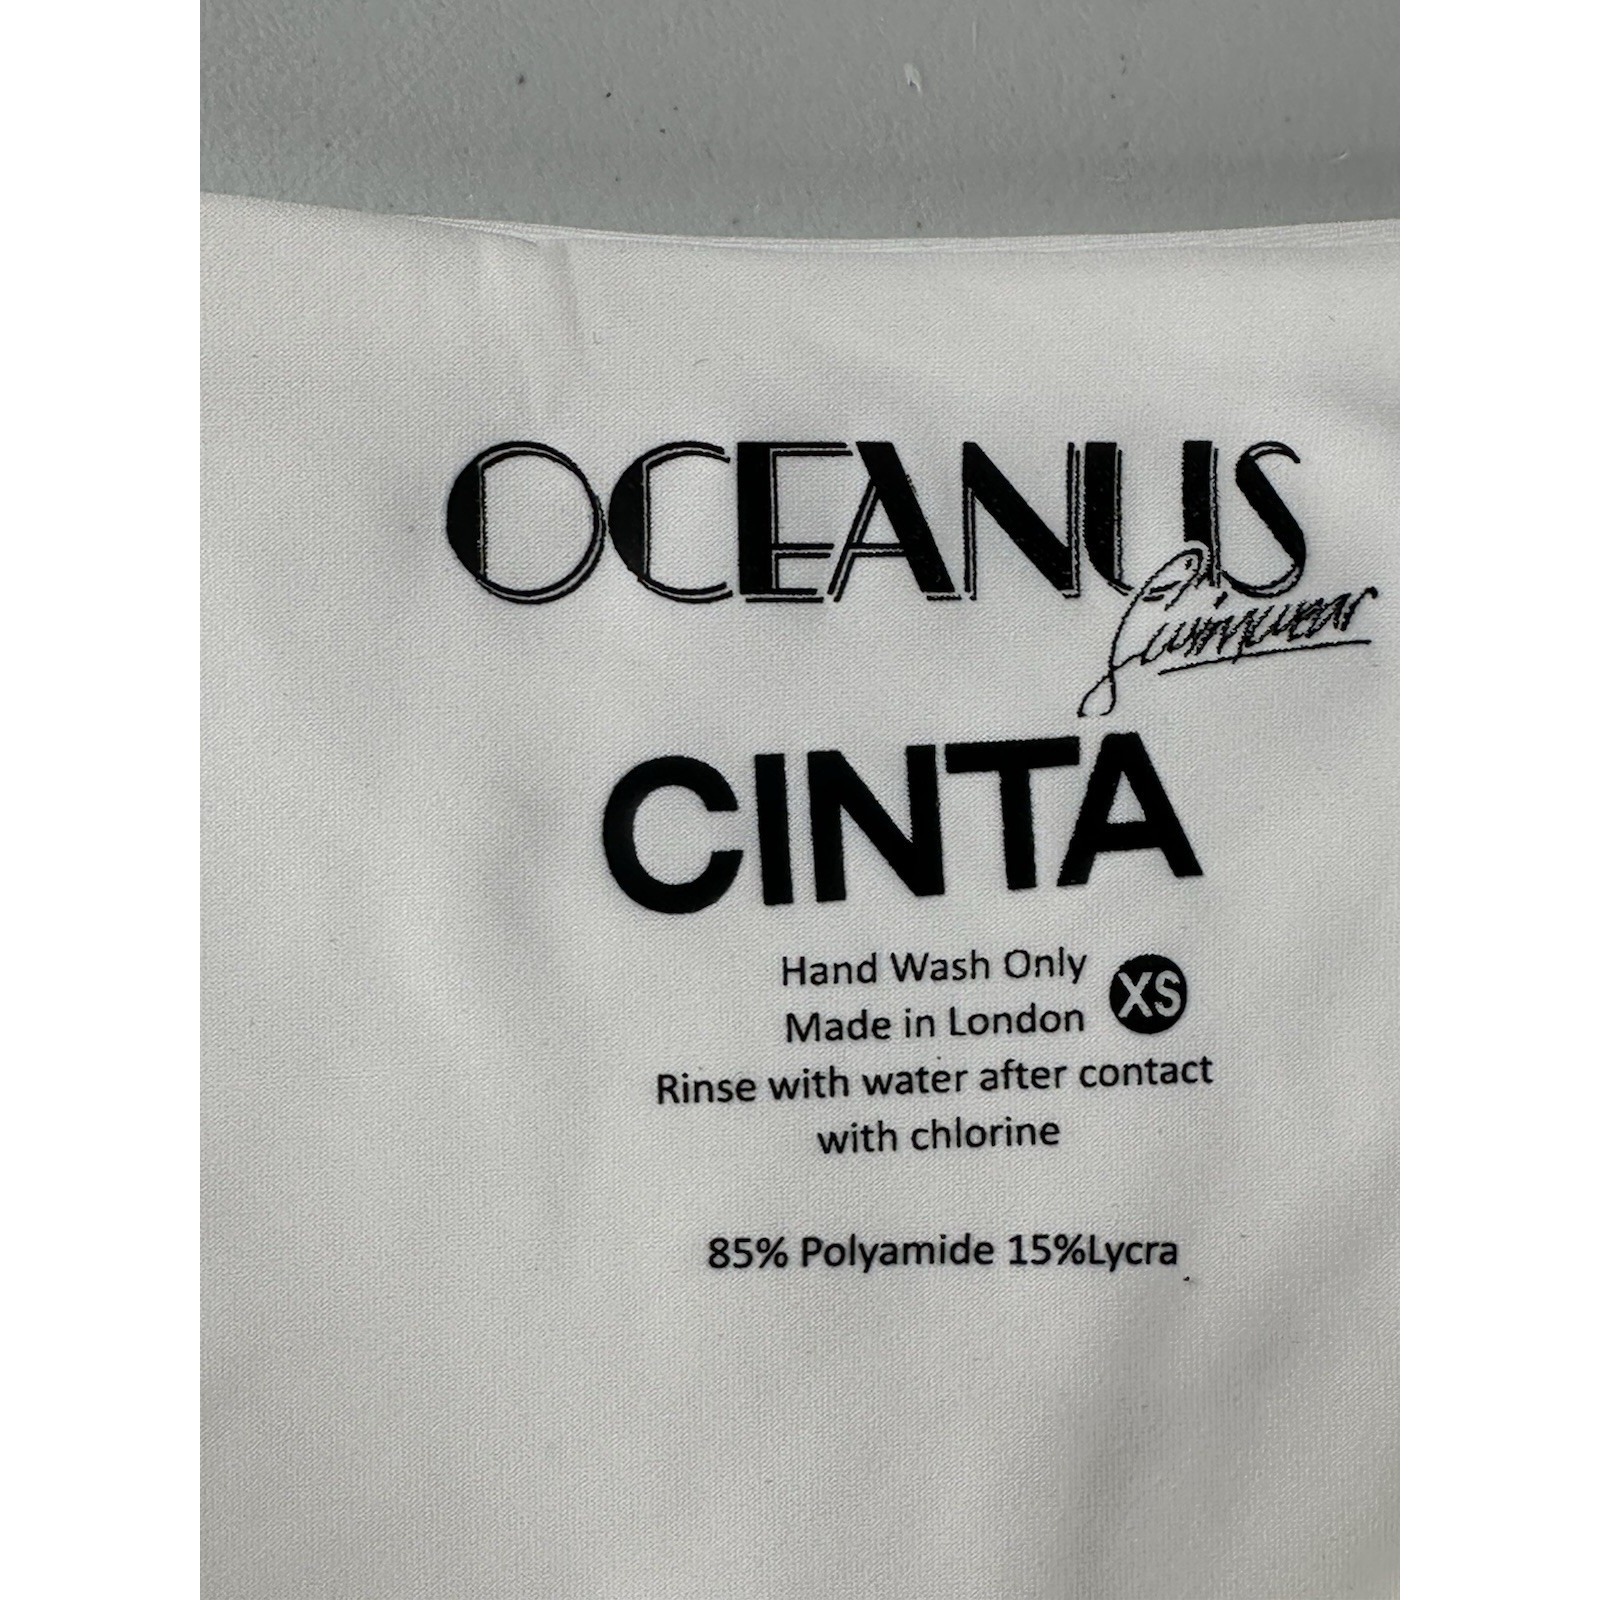 OCEANUS
Swimwear
CINTA
Hand Wash Only
Made in London XS
Rinse with water after contact
with chlorine
85% Polyamide 15%Lycra